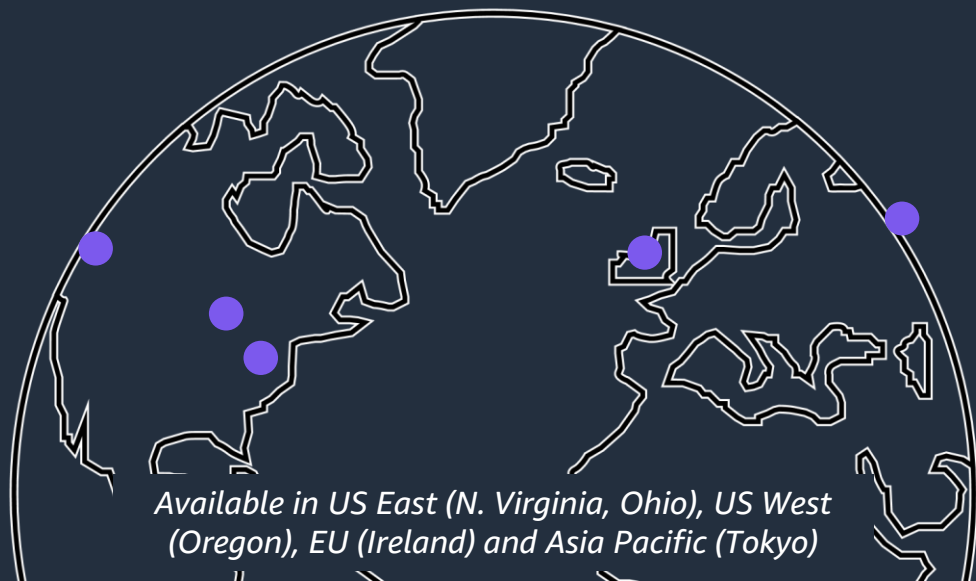 Available in US East (N. Virginia, Ohio), US West
(Oregon), EU (Ireland) and Asia Pacific (Tokyo)